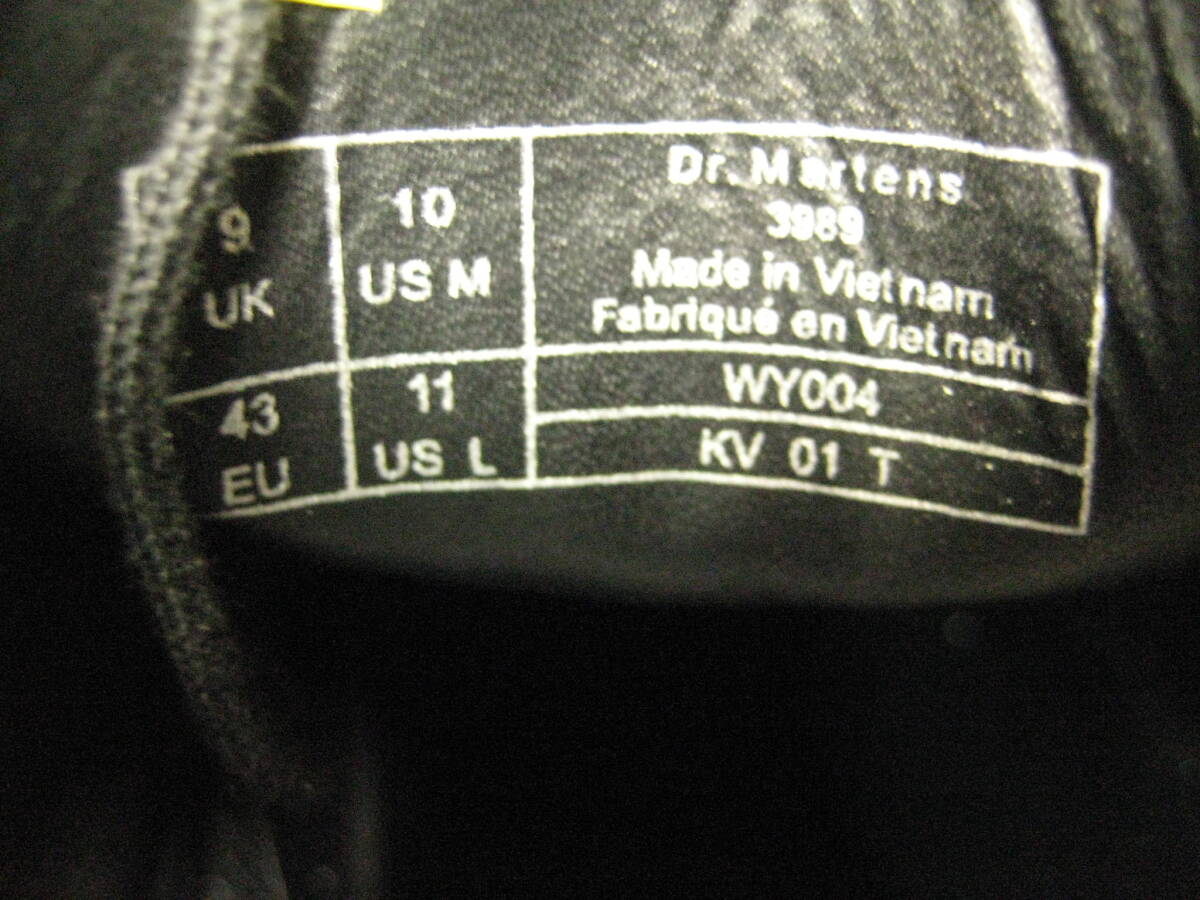 9
UK
10
US M
43
EU
11
US L
Dr. Martens
3989
Made in Vietnam
Fabriqué en Vietnam
WY004
KV 01 T